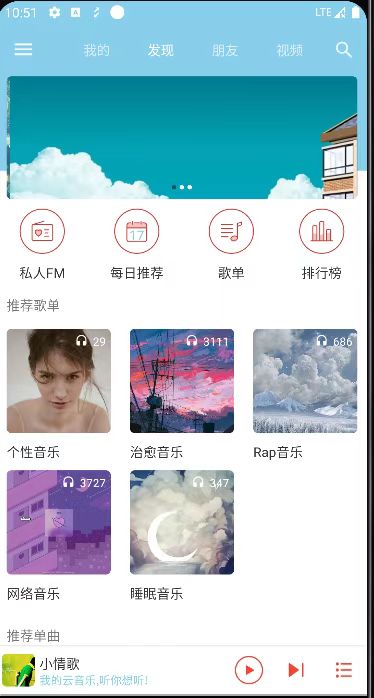 10:51 LTE
我的 发现 朋友 视频
17
私人FM 每日推荐 歌单 排行榜
推荐歌单
29 3111 686
个性音乐 治愈音乐 Rap音乐
3727 347
网络音乐 睡眠音乐
推荐单曲
小情歌
我的云音乐,听你想听!